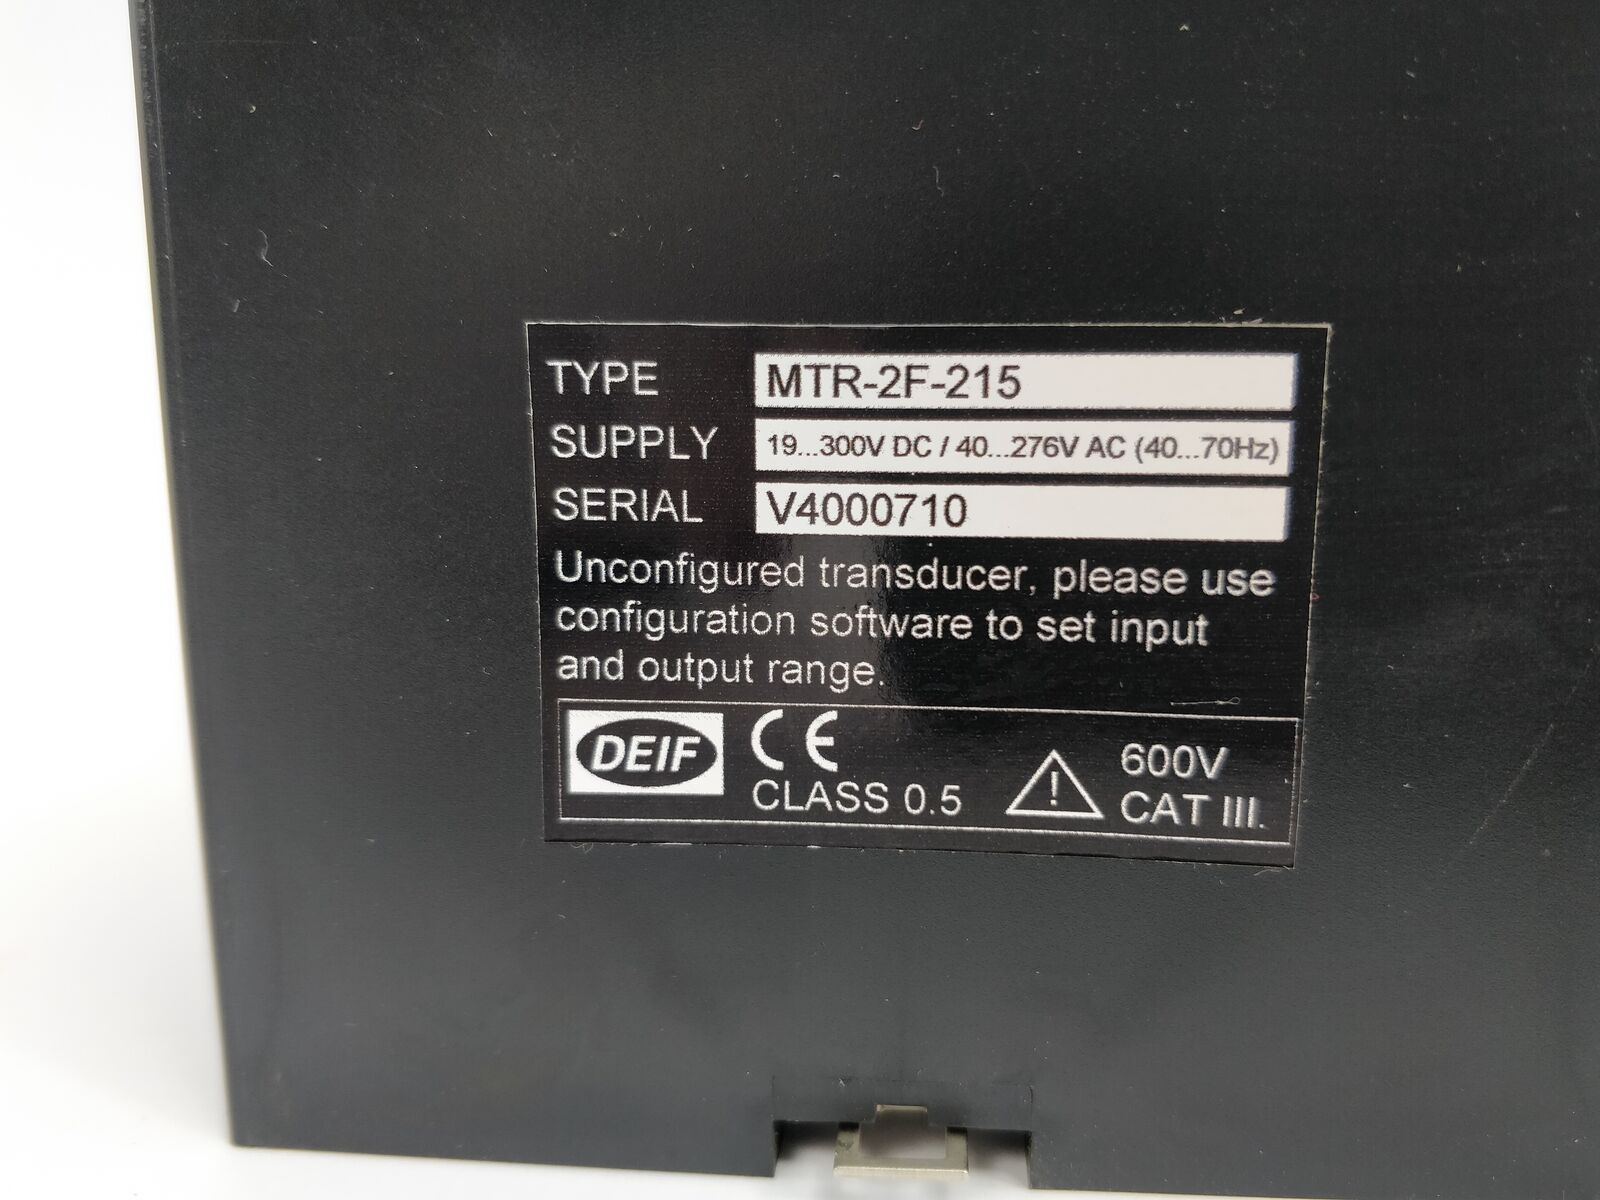 TYPE MTR-2F-215
SUPPLY 19...300V DC / 40...276V AC (40...70Hz)
SERIAL V4000710
Unconfigured transducer, please use
configuration software to set input
and output range.
DEIF CE
CLASS 0.5
600V
CAT III.